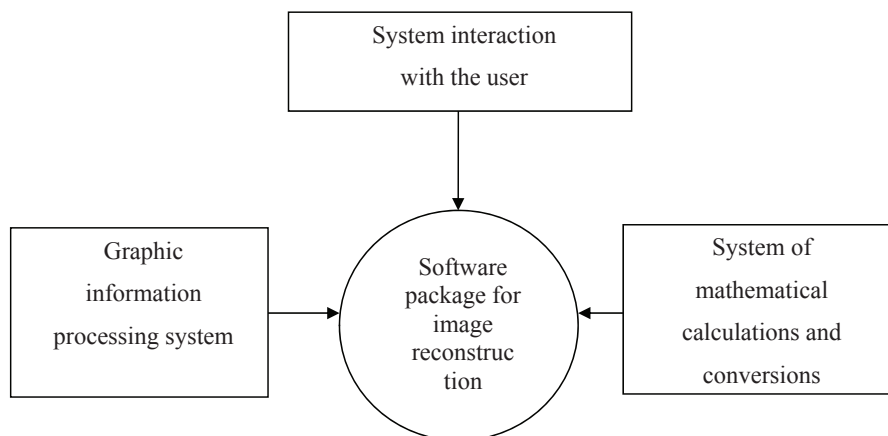 System interaction
with the user
Graphic
information
processing system
Software
package for
image
reconstruc
tion
System of
mathematical
calculations and
conversions